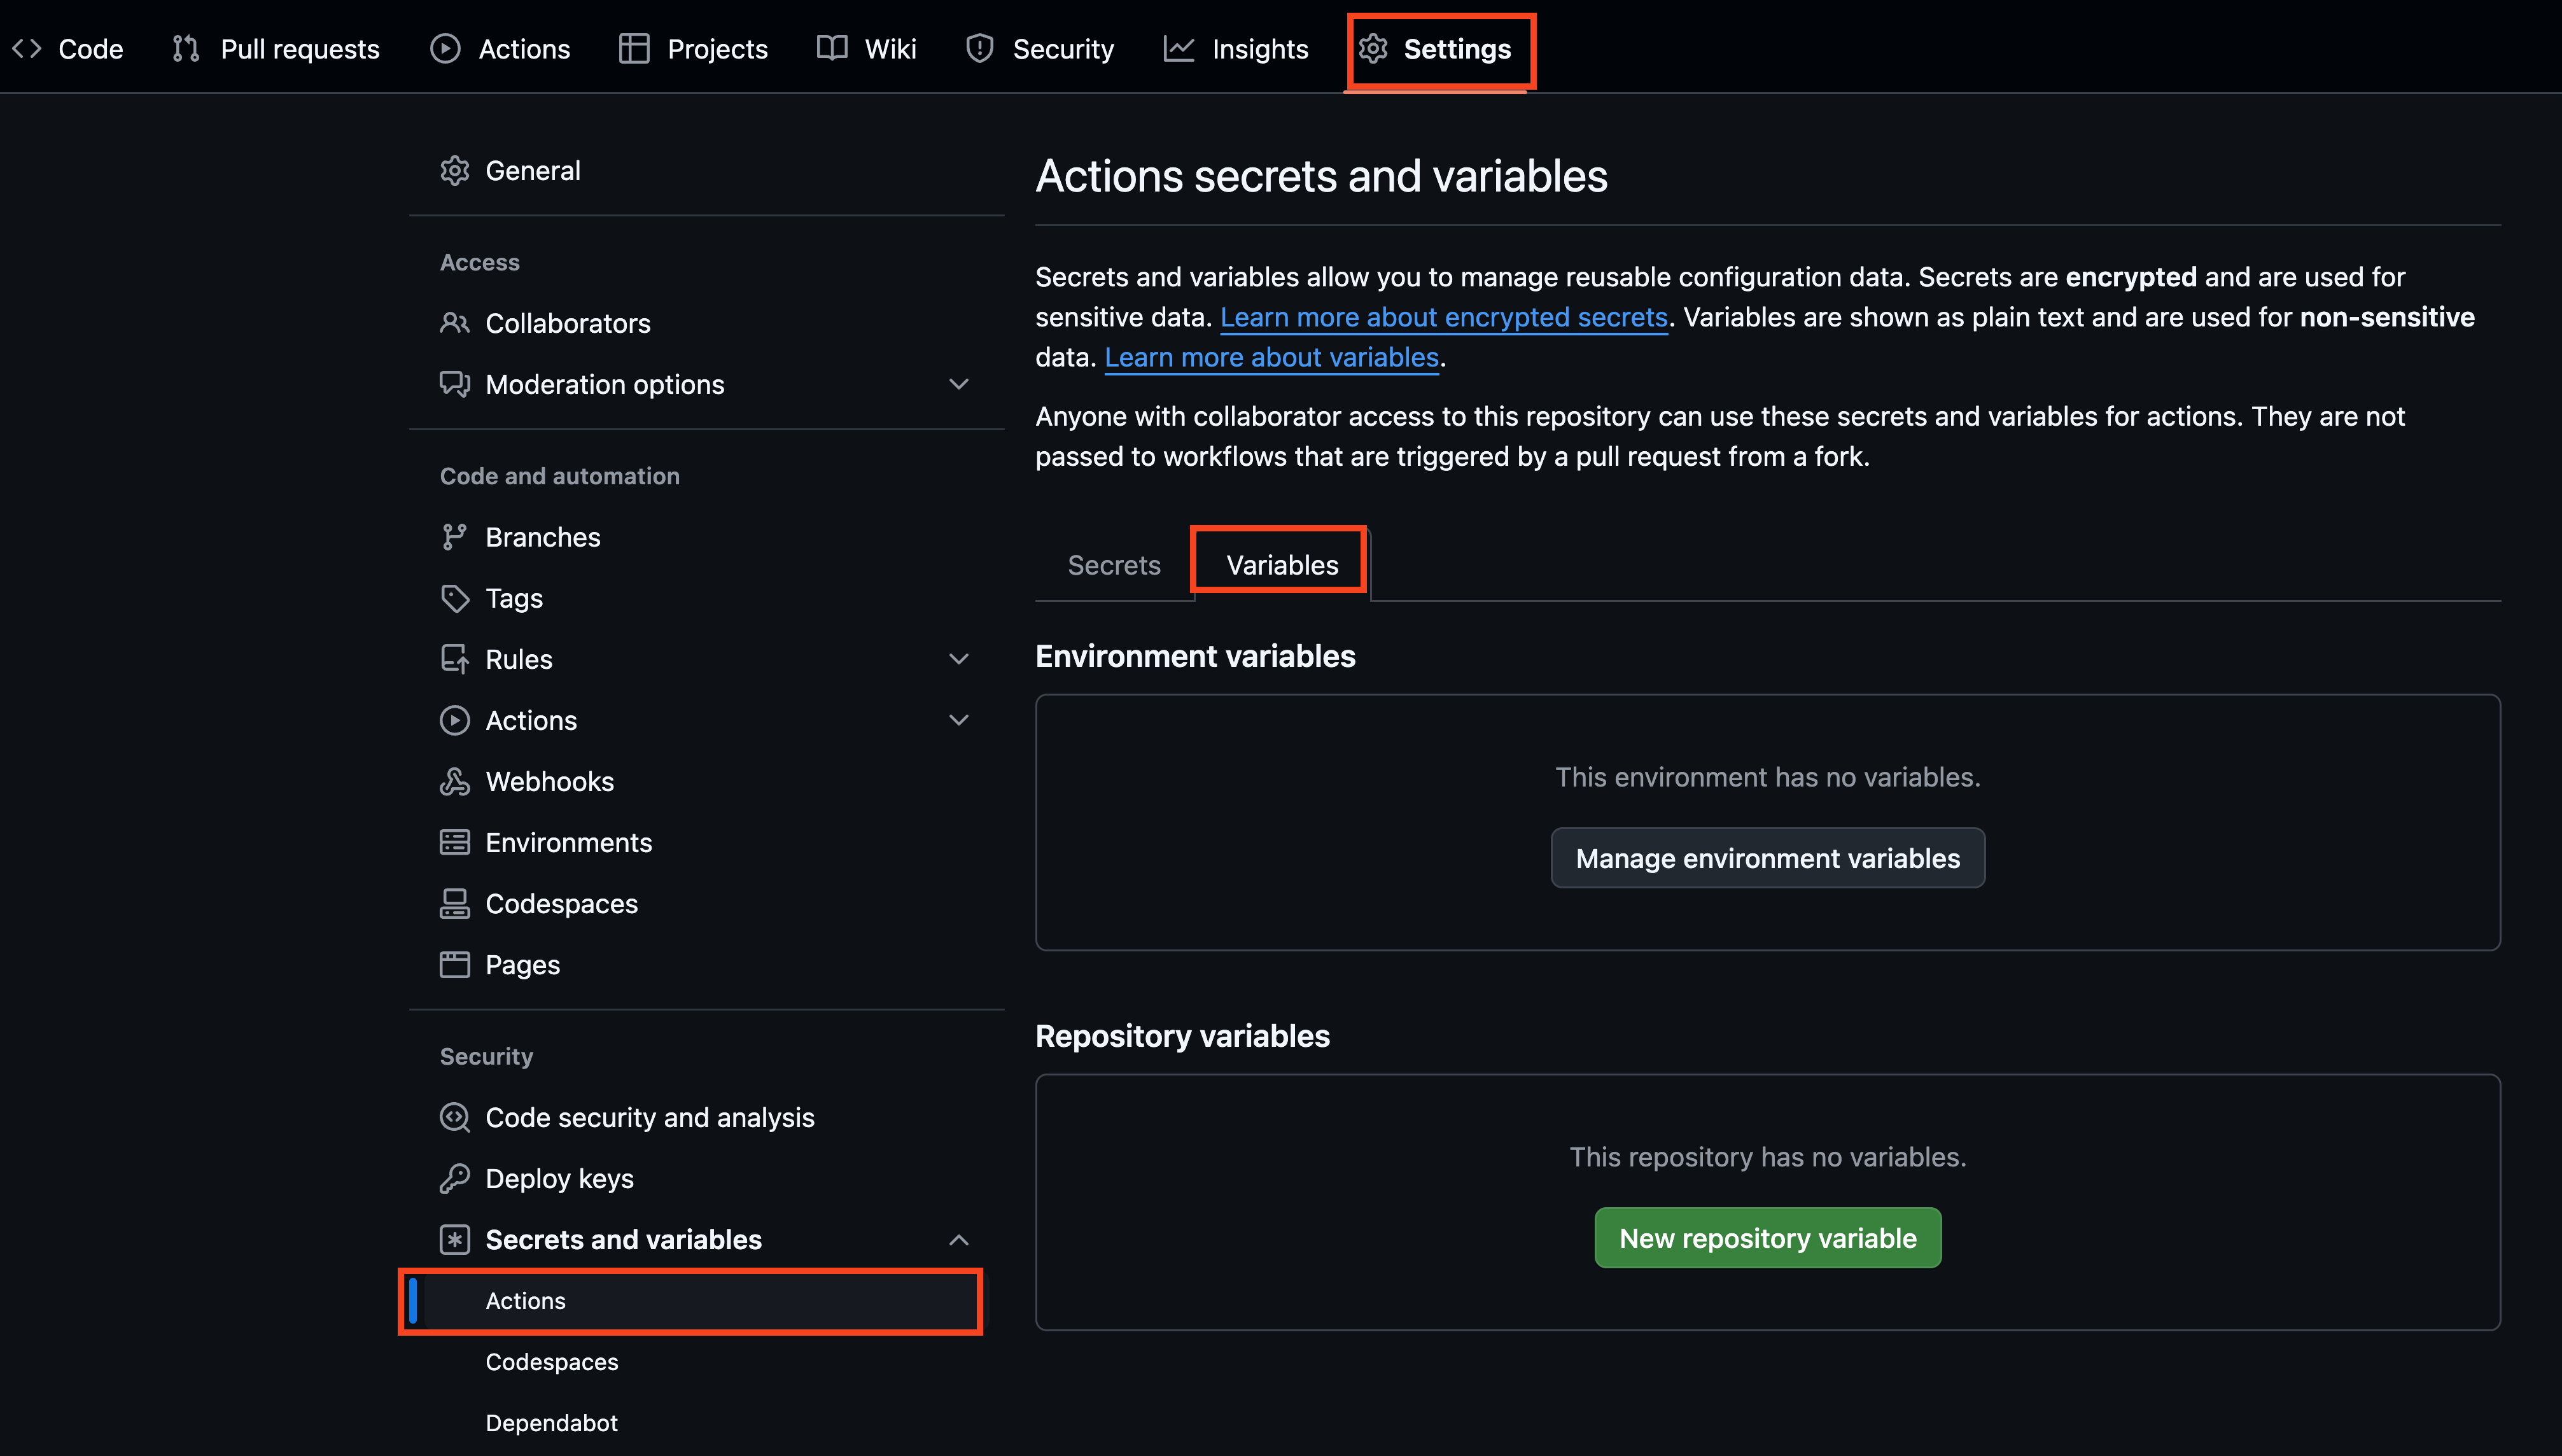 Code
Pull requests
Actions
Projects
Wiki
Security
Insights
Settings
General
Access
Collaborators
Moderation options
Code and automation
Branches
Tags
Rules
Actions
Webhooks
Environments
Codespaces
Pages
Security
Code security and analysis
Deploy keys
Secrets and variables
Actions
Codespaces
Dependabot
Actions secrets and variables
Secrets and variables allow you to manage reusable configuration data. Secrets are encrypted and are used for
sensitive data. Learn more about encrypted secrets. Variables are shown as plain text and are used for non-sensitive
data. Learn more about variables.
Anyone with collaborator access to this repository can use these secrets and variables for actions. They are not
passed to workflows that are triggered by a pull request from a fork.
Secrets
Variables
Environment variables
This environment has no variables.
Manage environment variables
Repository variables
This repository has no variables.
New repository variable